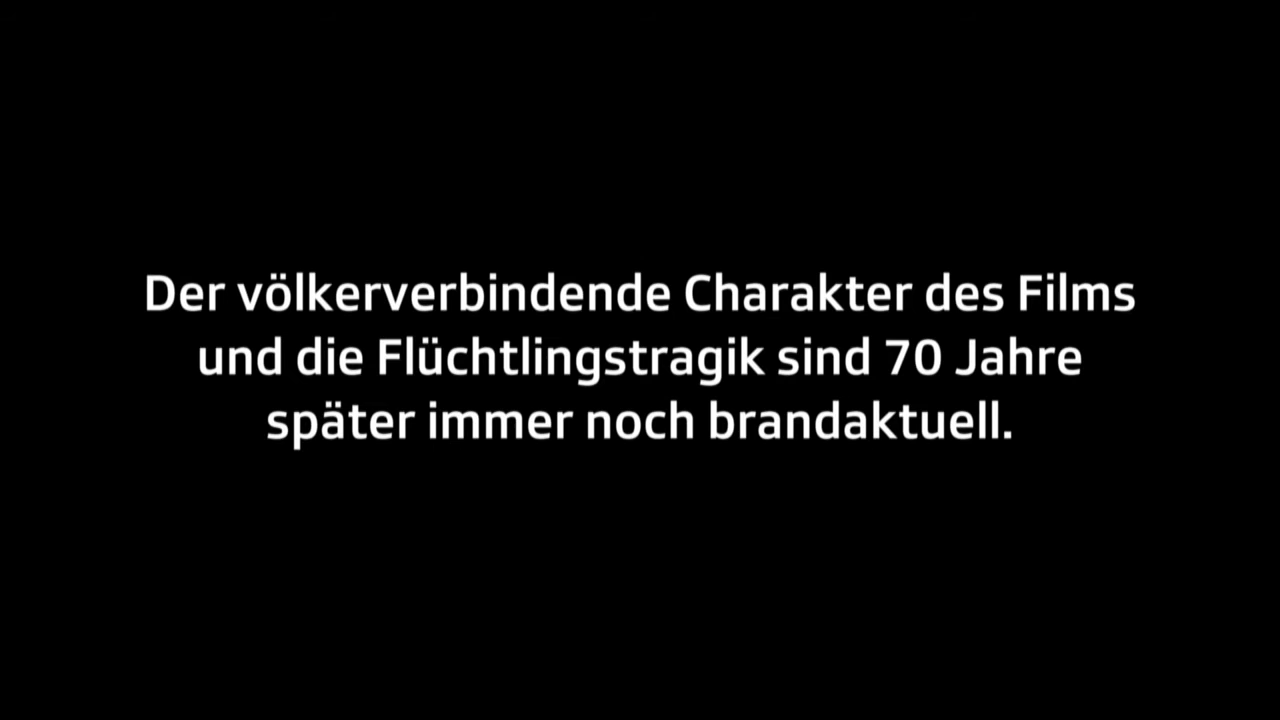 Der völkerverbindende Charakter des Films
und die Flüchtlingstragik sind 70 Jahre
später immer noch brandaktuell.